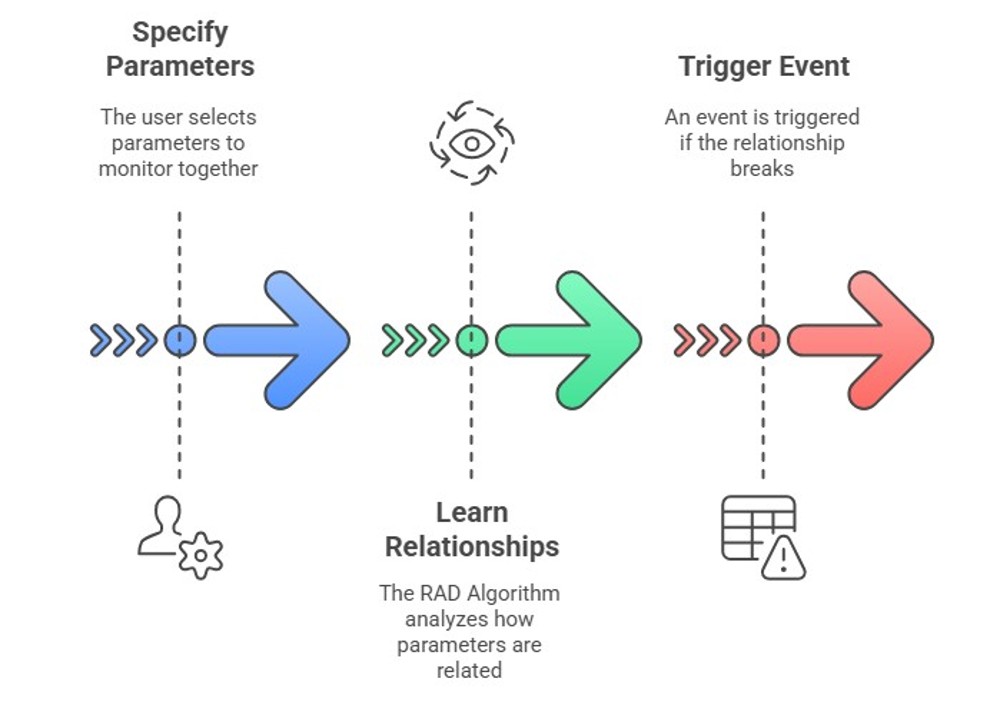 Specify
Parameters
The user selects
parameters to
monitor together
Learn
Relationships
The RAD Algorithm
analyzes how
parameters are
related
Trigger Event
An event is triggered
if the relationship
breaks